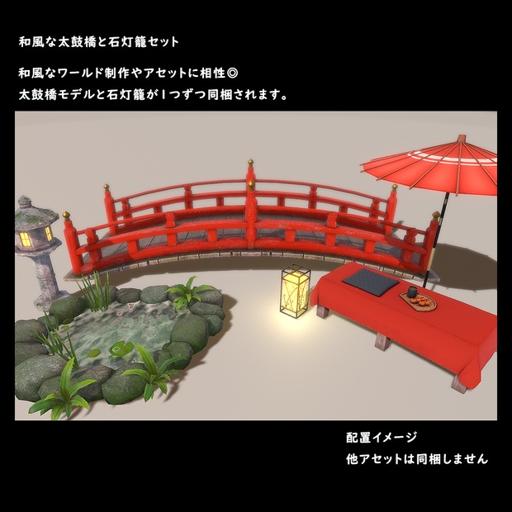 和風な太鼓橋と石灯籠セット
和風なワールド制作やアセットに相性◎
太鼓橋モデルと石灯籠が1つずつ同梱されます。
配置イメージ
他アセットは同梱しません